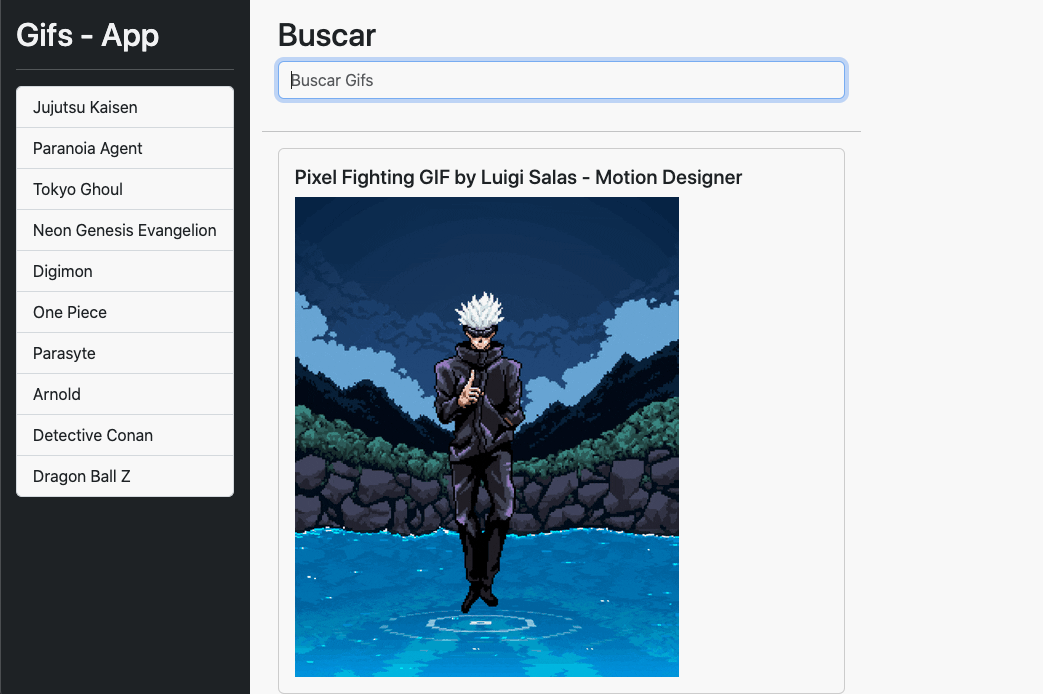 Gifs - App
Jujutsu Kaisen
Paranoia Agent
Tokyo Ghoul
Neon Genesis Evangelion
Digimon
One Piece
Parasyte
Arnold
Detective Conan
Dragon Ball Z
Buscar
Buscar Gifs
Pixel Fighting GIF by Luigi Salas - Motion Designer